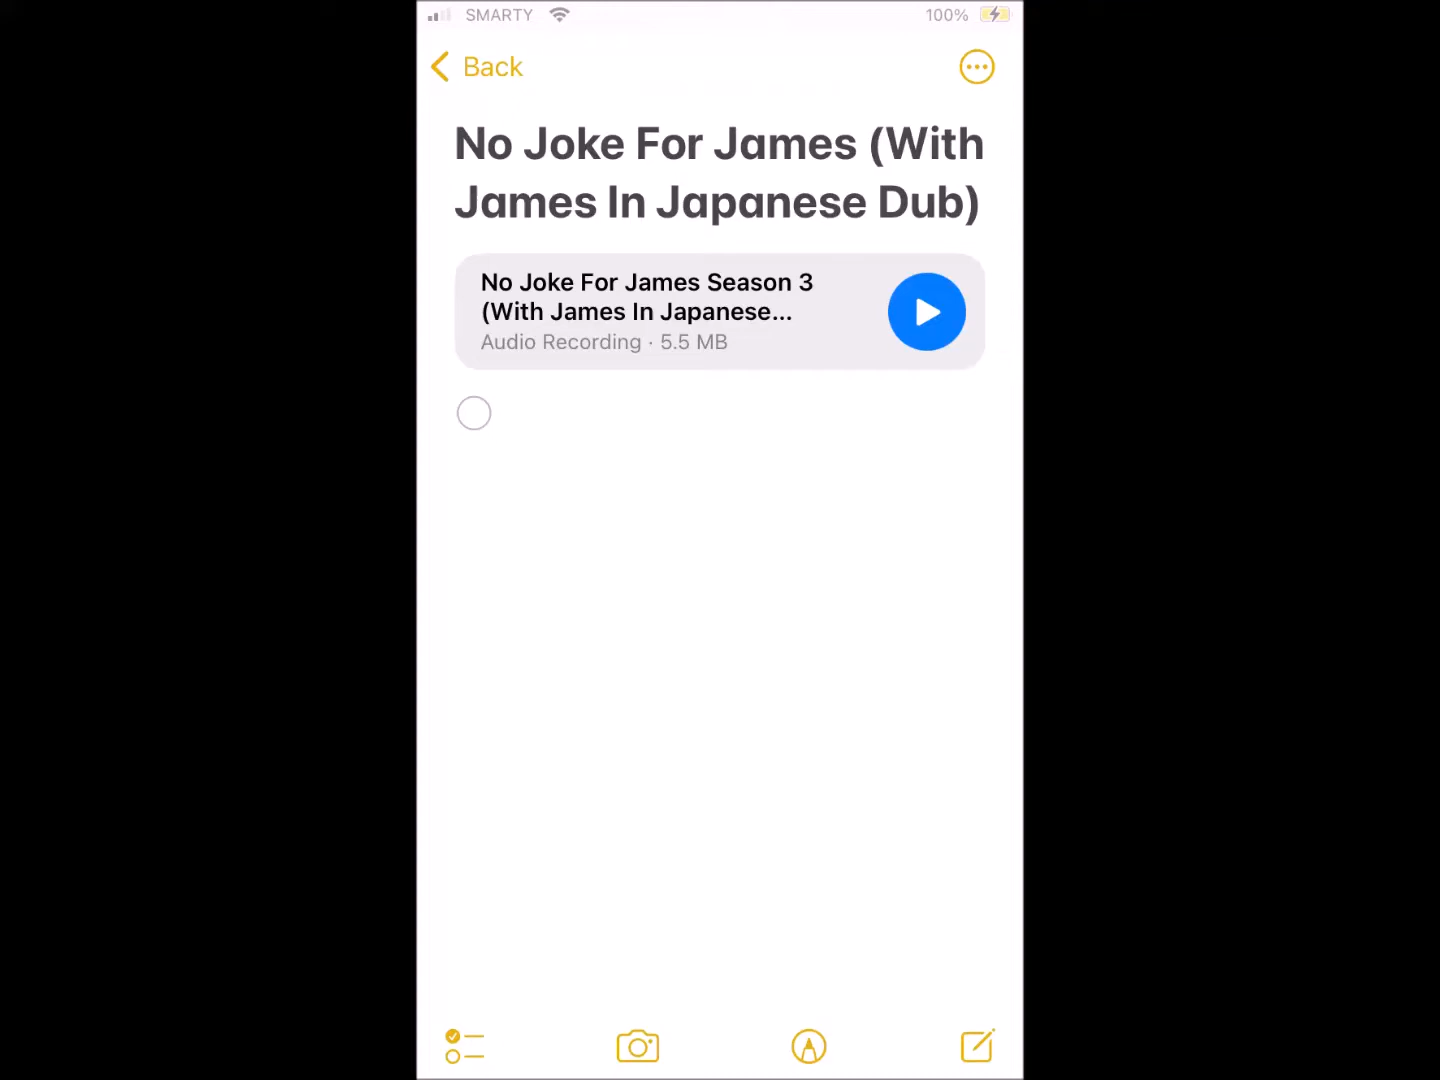 SMARTY
100%
Back
No Joke For James (With
James In Japanese Dub)
No Joke For James Season 3
(With James In Japanese...
Audio Recording · 5.5 MB